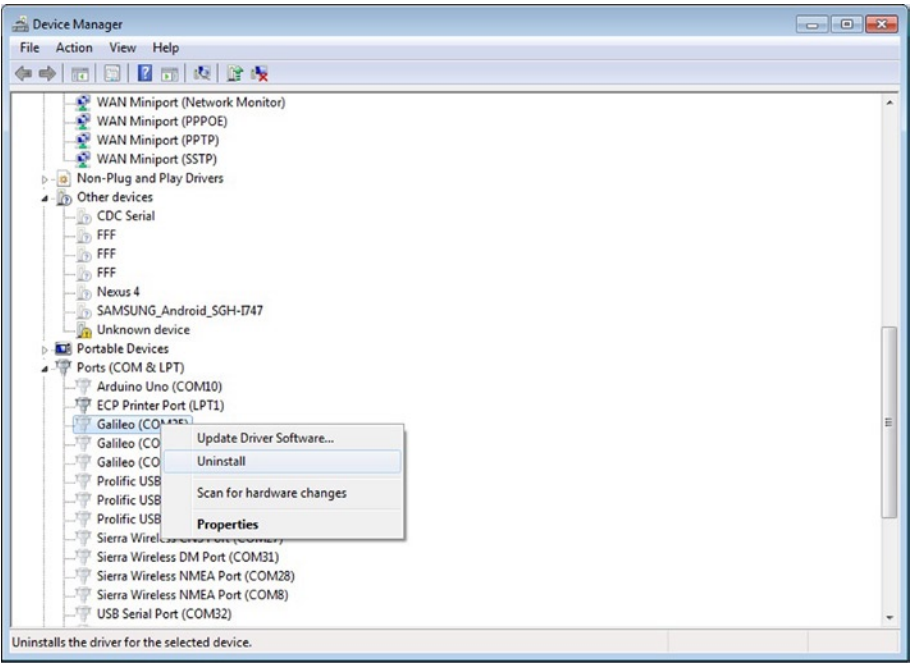 Device Manager
File Action View Help
WAN Miniport (Network Monitor)
WAN Miniport (PPPOE)
WAN Miniport (PPTP)
WAN Miniport (SSTP)
Non-Plug and Play Drivers
Other devices
CDC Serial
FFF
FFF
FFF
Nexus 4
SAMSUNG_Android_SGH-I747
Unknown device
Portable Devices
Ports (COM & LPT)
Arduino Uno (COM10)
ECP Printer Port (LPT1)
Galileo (COM25)
Galileo (CO
Galileo (CO
Prolific USB
Prolific USB
Prolific USB
Update Driver Software...
Uninstall
Scan for hardware changes
Properties
Sierra Wireless
Sierra Wireless DM Port (COM31)
Sierra Wireless NMEA Port (COM28)
Sierra Wireless NMEA Port (COM8)
USB Serial Port (COM32)
Uninstalls the driver for the selected device.